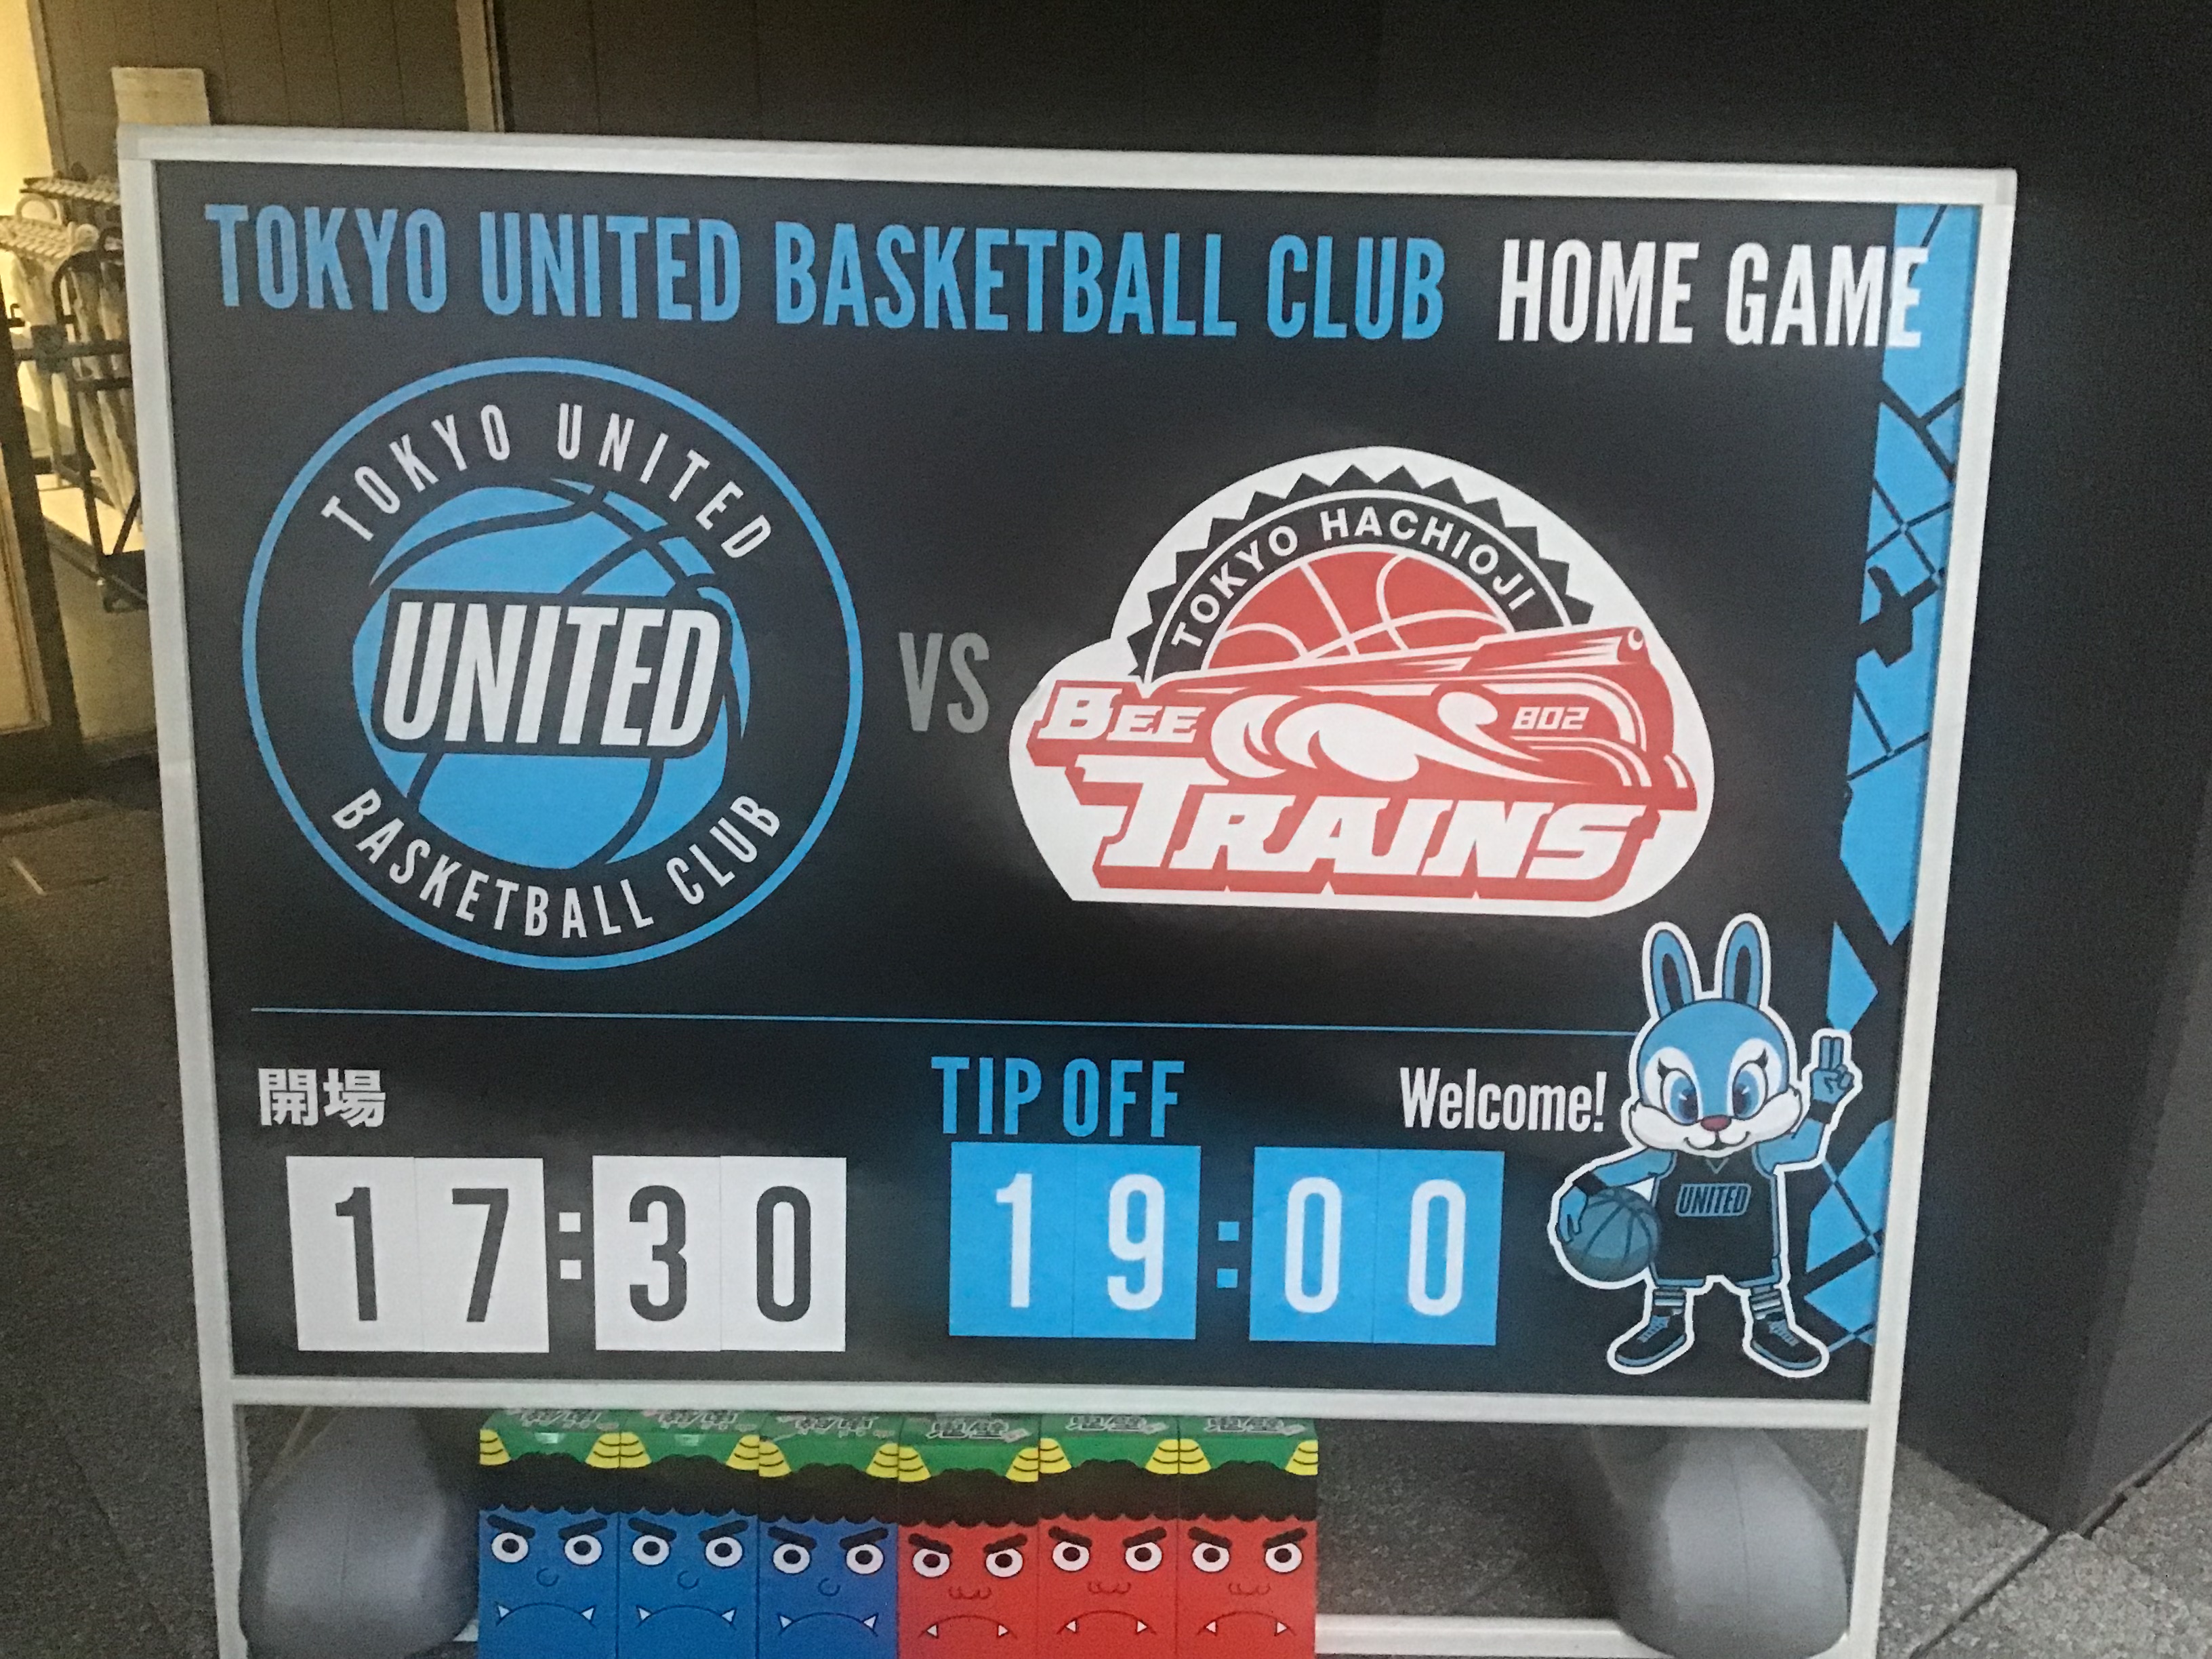 TOKYO UNITED BASKETBALL CLUB HOME GAME
TOKYO UNITED
UNITED
BASKETBALL CLUB
VS
TOKYO HACHIOJI
BEE 802
TRAINS
開場
17:30
TIP OFF
19:00
Welcome!
UNITED